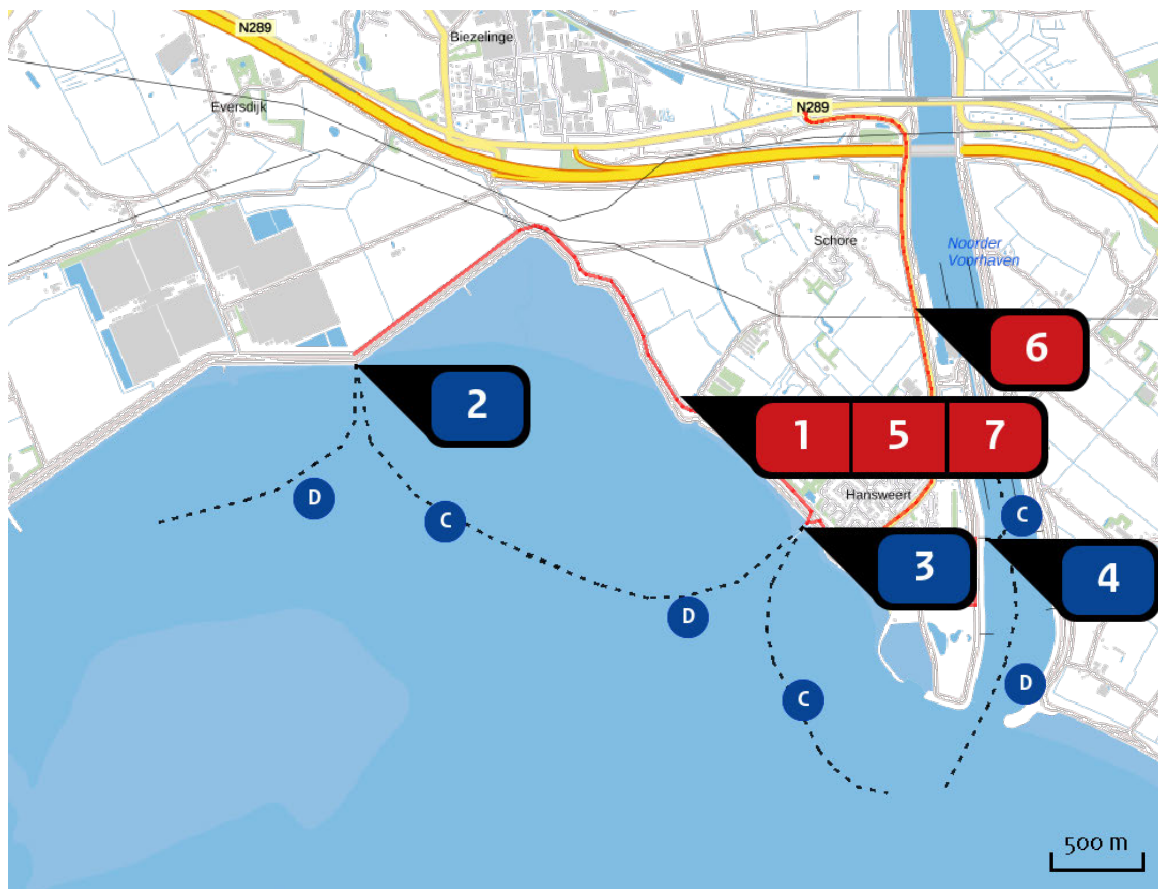 N289
Biezelinge
Eversdijk
N289
Schore
Noorder
Voorhaven
6
2
1 5 7
Hansweert
D
C
C
3
4
D
D
C
500 m